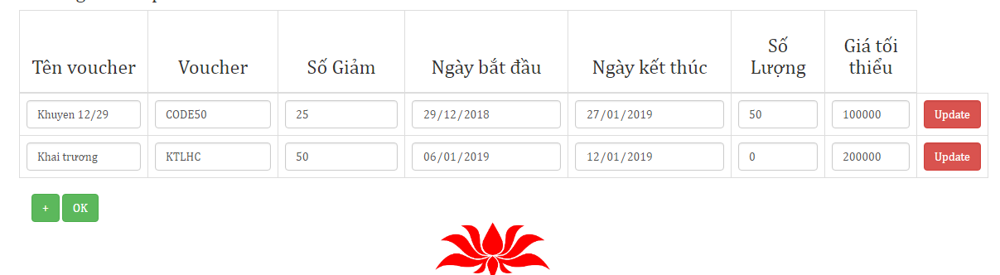 Tên voucher Voucher Số Giảm Ngày bắt đầu Ngày kết thúc Số Lượng Giá tối thiểu
Khuyen 12/29 CODE50 25 29/12/2018 27/01/2019 50 100000 Update
Khai trương KTLHC 50 06/01/2019 12/01/2019 0 200000 Update
+ OK